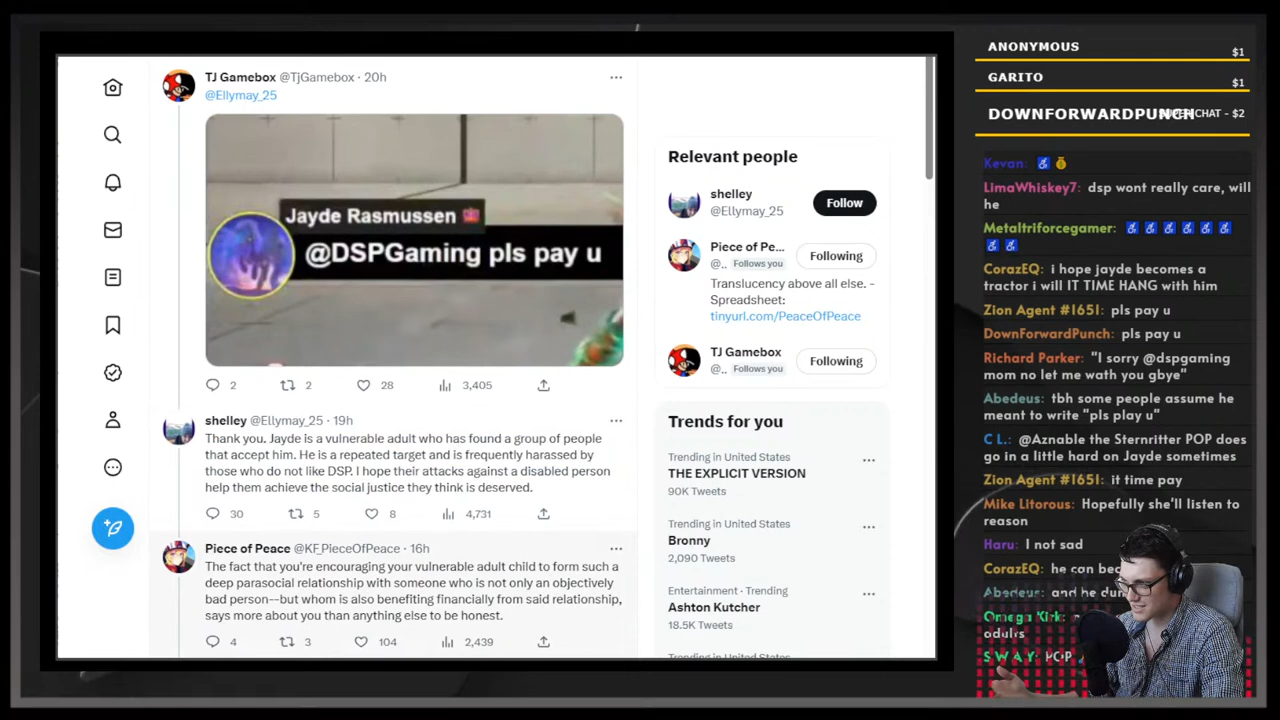 TJ Gamebox @TjGamebox · 20h
@Ellymay_25
Jayde Rasmussen
@DSPGaming pls pay u
2 2 28 3,405
shelley @Ellymay_25 · 19h
Thank you. Jayde is a vulnerable adult who has found a group of people
that accept him. He is a repeated target and is frequently harassed by
those who do not like DSP. I hope their attacks against a disabled person
help them achieve the social justice they think is deserved.
30 5 8 4,731
Piece of Peace @KF_PieceOfPeace · 16h
The fact that you're encouraging your vulnerable adult child to form such a
deep parasocial relationship with someone who is not only an objectively
bad person--but whom is also benefiting financially from said relationship,
says more about you than anything else to be honest.
4 3 104 2,439
Relevant people
shelley
@Ellymay_25
Follow
Piece of Pe...
@.. Follows you
Following
Translucency above all else. -
Spreadsheet:
tinyurl.com/PeaceOfPeace
TJ Gamebox
@.. Follows you
Following
Trends for you
Trending in United States
THE EXPLICIT VERSION
90K Tweets
Trending in United States
Bronny
2,090 Tweets
Entertainment · Trending
Ashton Kutcher
18.5K Tweets
ANONYMOUS $1
GARITO $1
DOWNFORWARDPUNCH SUPER CHAT - $2
Kevan:
LimaWhiskey7: dsp wont really care, will
he
Metaltriforcegamer:
CorazEQ: i hope jayde becomes a
tractor i will IT TIME HANG with him
Zion Agent #1651: pls pay u
DownForwardPunch: pls pay u
Richard Parker: "I sorry @dspgaming
mom no let me wath you gbye"
Abedeus: tbh some people assume he
meant to write "pls play u"
C L.: @Aznable the Sternritter POP does
go in a little hard on Jayde sometimes
Zion Agent #1651: it time pay
Mike Litorous: Hopefully she'll listen to
reason
Haru: I not sad
CorazEQ: he can
Abedeus: and he
Omega Kirk:
adults
S W A Y: POP